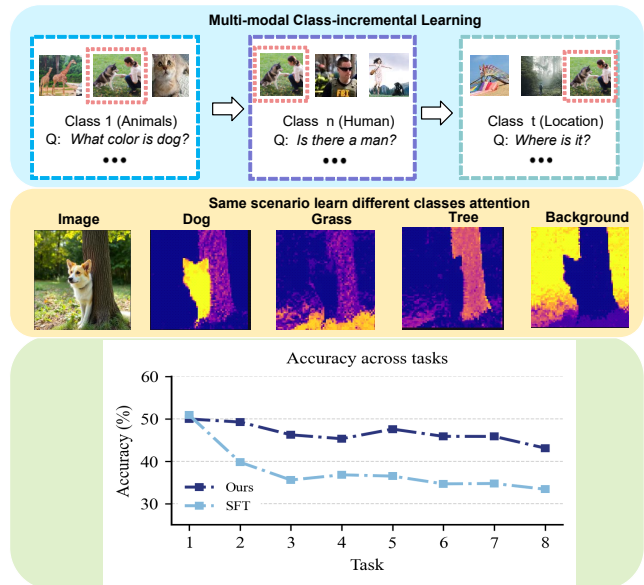 Multi-modal Class-incremental Learning
Class 1 (Animals)
Q: What color is dog?
•••
Class n (Human)
Q: Is there a man?
•••
Class t (Location)
Q: Where is it?
•••
FBI
Same scenario learn different classes attention
Image Dog Grass Tree Background
Accuracy across tasks
Accuracy (%)
60
50
40
30
Ours
SFT
1 2 3 4 5 6 7 8
Task